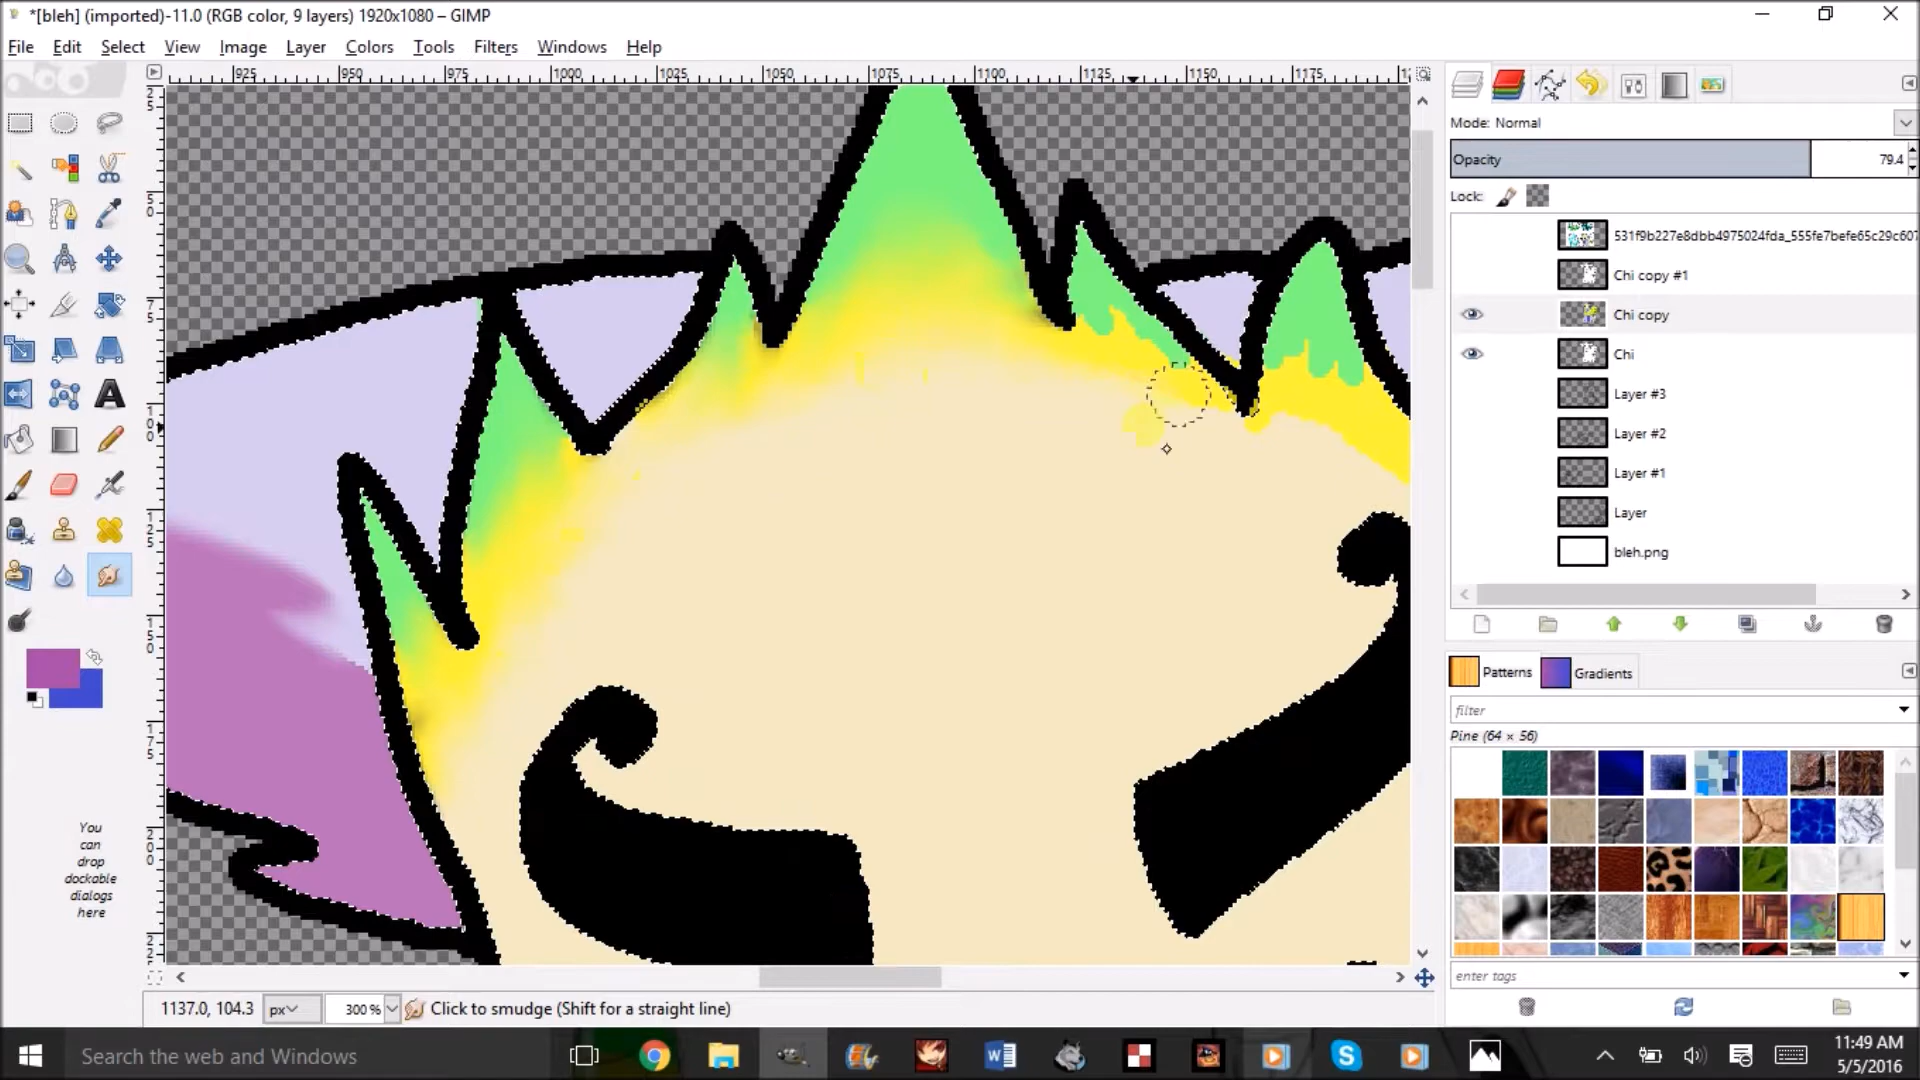 *[bleh] (imported)-11.0 (RGB color, 9 layers) 1920x1080 – GIMP
File Edit Select View Image Layer Colors Tools Filters Windows Help
925 950 975 1000 1025 1050 1075 1100 1125 1150 1175
Mode: Normal
Opacity 79.4
Lock:
531f9b227e8dbb4975024fda_555fe7befe65c29c607
Chi copy #1
Chi copy
Chi
Layer #3
Layer #2
Layer #1
Layer
bleh.png
Patterns Gradients
filter
Pine (64 × 56)
enter tags
You
can
drop
dockable
dialogs
here
1137.0, 104.3 px 300 % Click to smudge (Shift for a straight line)
Search the web and Windows
11:49 AM
5/5/2016